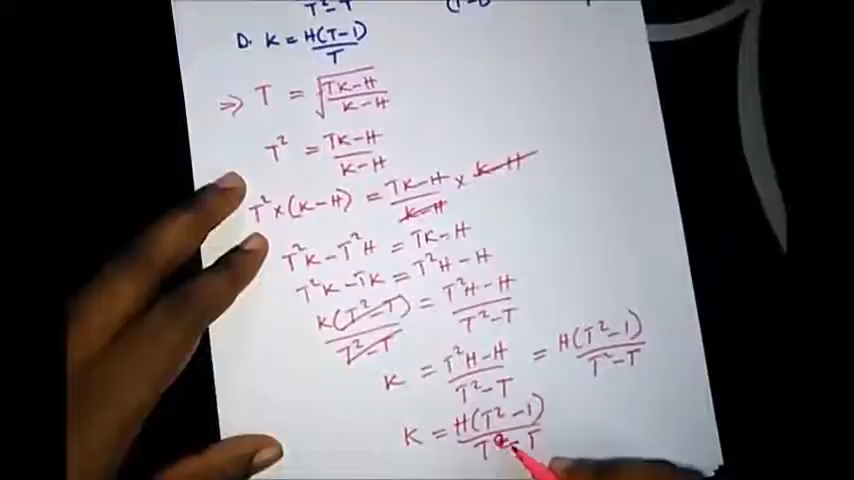 T²-T
D. K = H(T-1)/T
⇒ T = √(TK-H/K-H)
T² = TK-H/K-H
T²×(K-H) = TK-H/K-H × K-H
T²K-T²H = TK-H
T²K-TK = T²H-H
K(T²-T)/T²-T = T²H-H/T²-T
K = T²H-H/T²-T = H(T²-1)/T²-T
K = H(T²-1)/T²-T